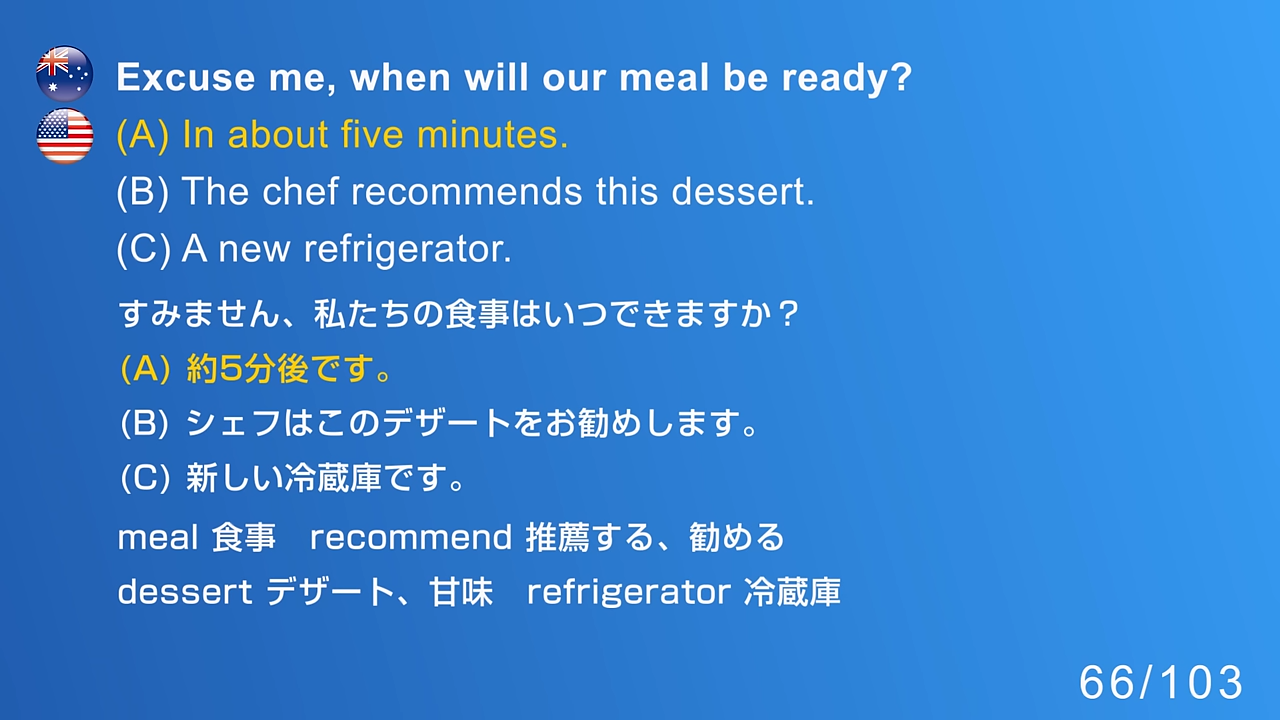 Excuse me, when will our meal be ready?
(A) In about five minutes.
(B) The chef recommends this dessert.
(C) A new refrigerator.
すみません、私たちの食事はいつできますか？
(A) 約5分後です。
(B) シェフはこのデザートをお勧めします。
(C) 新しい冷蔵庫です。
meal 食事　recommend 推薦する、勧める
dessert デザート、甘味　refrigerator 冷蔵庫
66/103